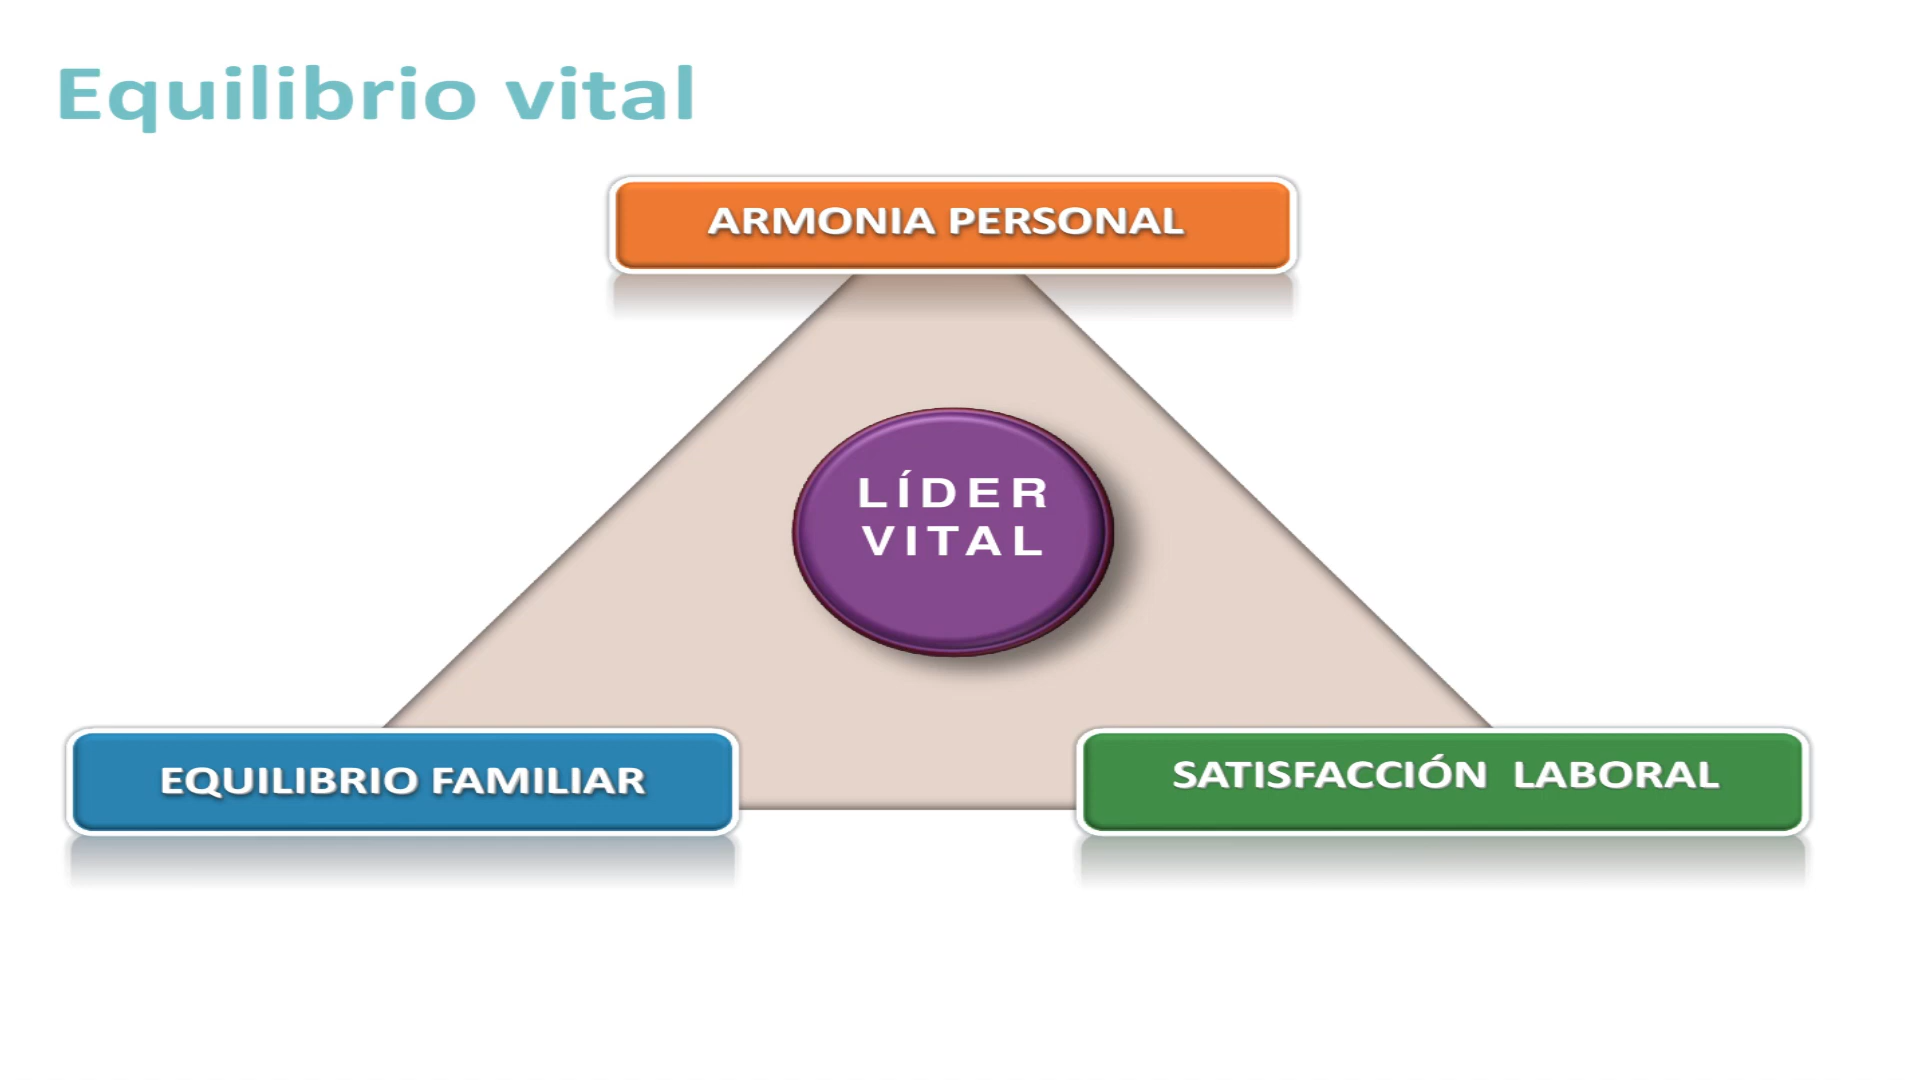 Equilibrio vital
ARMONIA PERSONAL
LÍDER
VITAL
EQUILIBRIO FAMILIAR
SATISFACCIÓN LABORAL